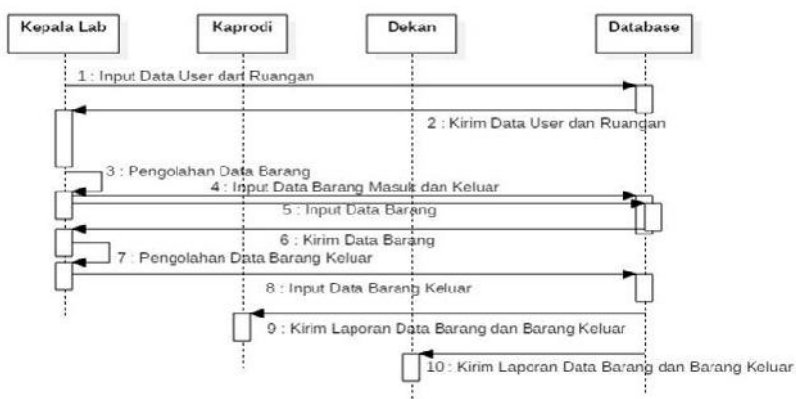 Kepala Lab
Kaprodi
Dekan
Database
1 : Input Data User dari Ruangan
2 : Kirim Data User dan Ruangan
3 : Pengolahan Data Barang
4 : Input Data Barang Masuk dan Keluar
5 : Input Data Barang
6 : Kirim Data Barang
7 : Pengolahan Data Barang Keluar
8 : Input Data Barang Keluar
9 : Kirim Laporan Data Barang dan Barang Keluar
10 : Kirim Laporan Data Barang dan Barang Keluar